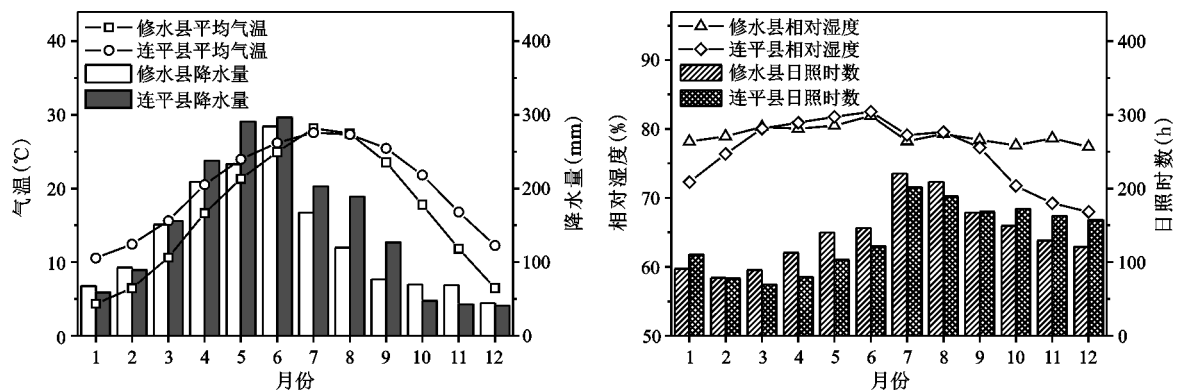 修水县平均气温
连平县平均气温
修水县降水量
连平县降水量
气温(℃)
40
30
20
10
0
降水量(mm)
400
300
200
100
0
1 2 3 4 5 6 7 8 9 10 11 12
月份
修水县相对湿度
连平县相对湿度
修水县日照时数
连平县日照时数
相对湿度(%)
90
80
70
60
50
日照时数(h)
400
300
200
100
0
1 2 3 4 5 6 7 8 9 10 11 12
月份